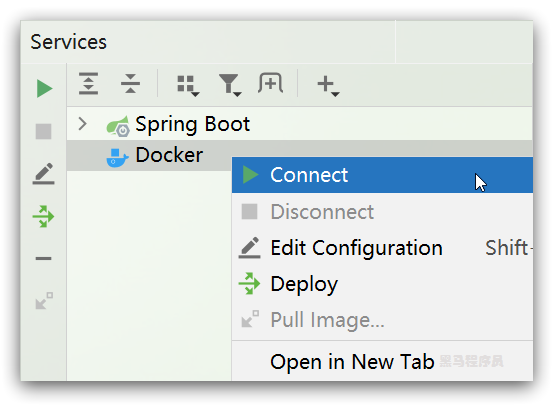 Services
Spring Boot
Docker
Connect
Disconnect
Edit Configuration Shift-
Deploy
Pull Image...
Open in New Tab
黑马程序员